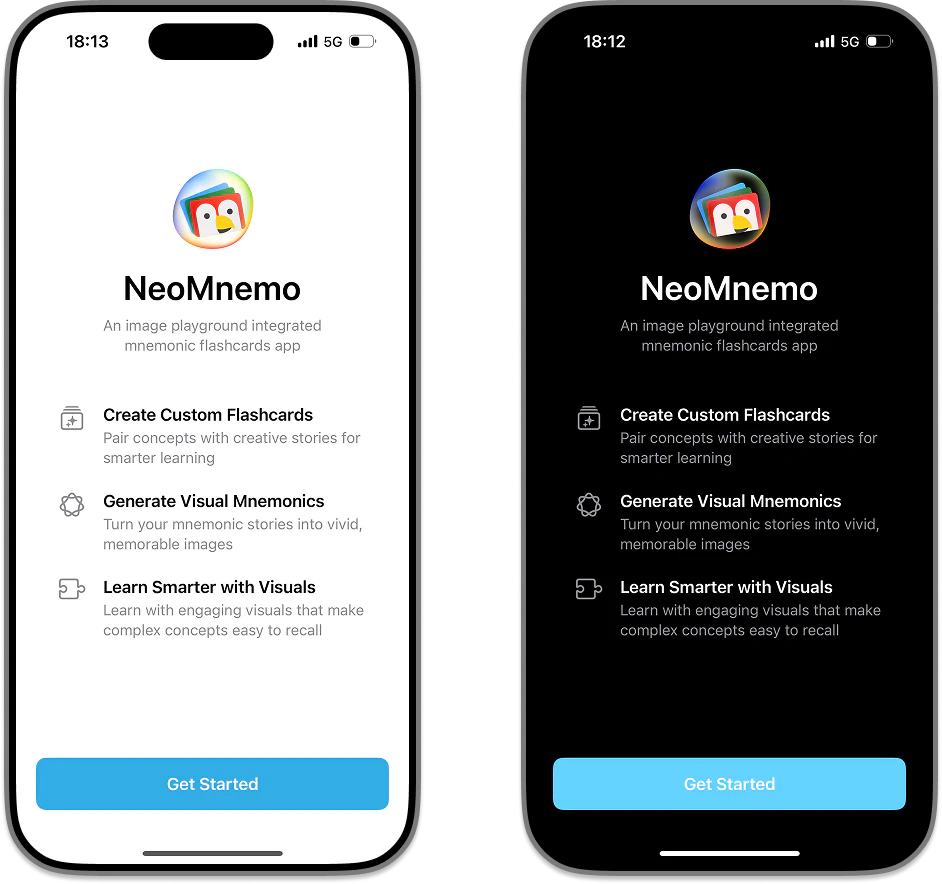 18:13
5G
NeoMnemo
An image playground integrated
mnemonic flashcards app
Create Custom Flashcards
Pair concepts with creative stories for
smarter learning
Generate Visual Mnemonics
Turn your mnemonic stories into vivid,
memorable images
Learn Smarter with Visuals
Learn with engaging visuals that make
complex concepts easy to recall
Get Started
18:12
5G
NeoMnemo
An image playground integrated
mnemonic flashcards app
Create Custom Flashcards
Pair concepts with creative stories for
smarter learning
Generate Visual Mnemonics
Turn your mnemonic stories into vivid,
memorable images
Learn Smarter with Visuals
Learn with engaging visuals that make
complex concepts easy to recall
Get Started